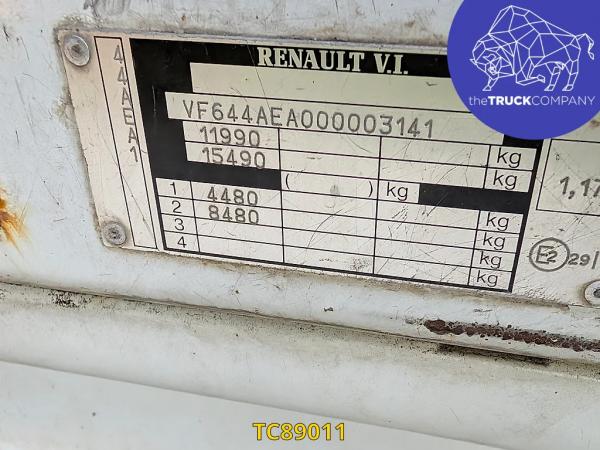 RENAULT V.I.
44AEA1
VF644AEA000003141
11990 kg
15490 kg
( ) kg
1 4480 kg
2 8480 kg
3 kg
4 kg
1,17
E2 29/
theTRUCKCOMPANY
TC89011